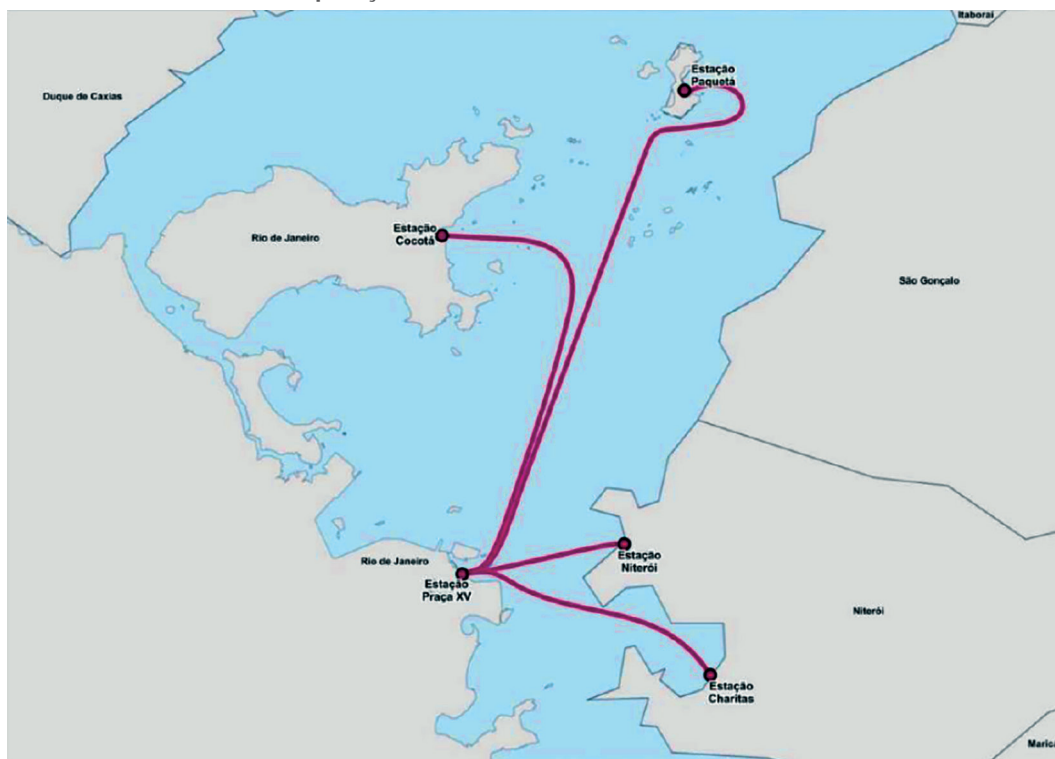 Itaboraí
Estação
Paquetá
Duque de Caxias
Estação
Cocotá
Rio de Janeiro
São Gonçalo
Rio de Janeiro
Estação
Praça XV
Estação
Niterói
Niterói
Estação
Charitas